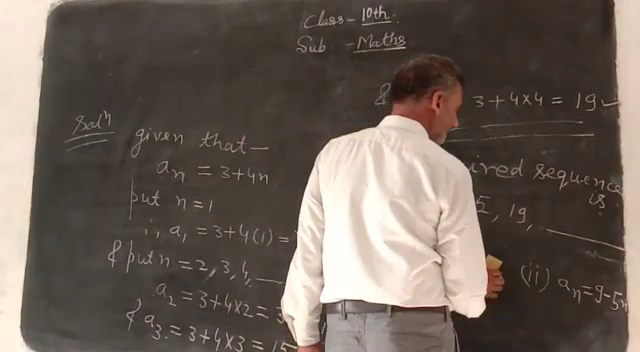 Class - 10th.
Sub - Maths
Solⁿ given that -
aₙ = 3+4n
put n=1
∴ a₁ = 3+4(1) =
& put n = 2, 3, 4,
a₂ = 3+4×2 =
& a₃ = 3+4×3 = 15
& 3+4×4 = 19
sequence
is
19,
(ii) aₙ = 9-5n